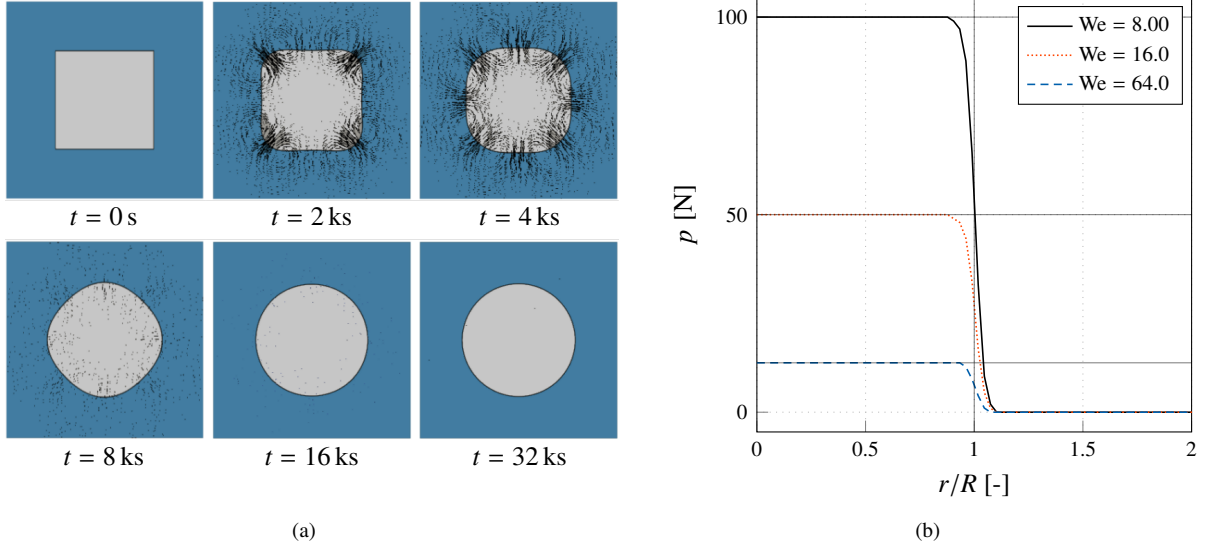 t = 0 s
t = 2 ks
t = 4 ks
t = 8 ks
t = 16 ks
t = 32 ks
(a)
p [N]
100
50
0
We = 8.00
We = 16.0
We = 64.0
0
0.5
1
1.5
2
r/R [-]
(b)